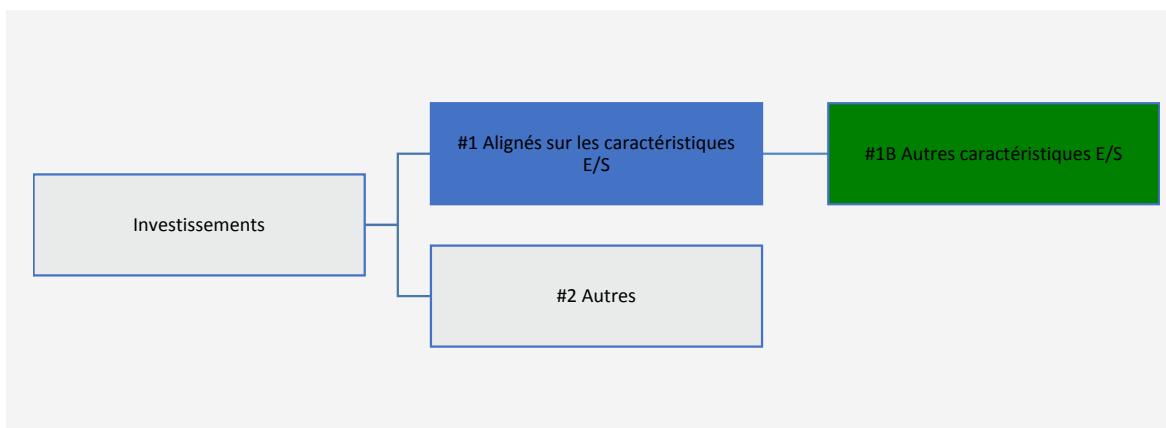 #1 Alignés sur les caractéristiques
E/S
#1B Autres caractéristiques E/S
Investissements
#2 Autres